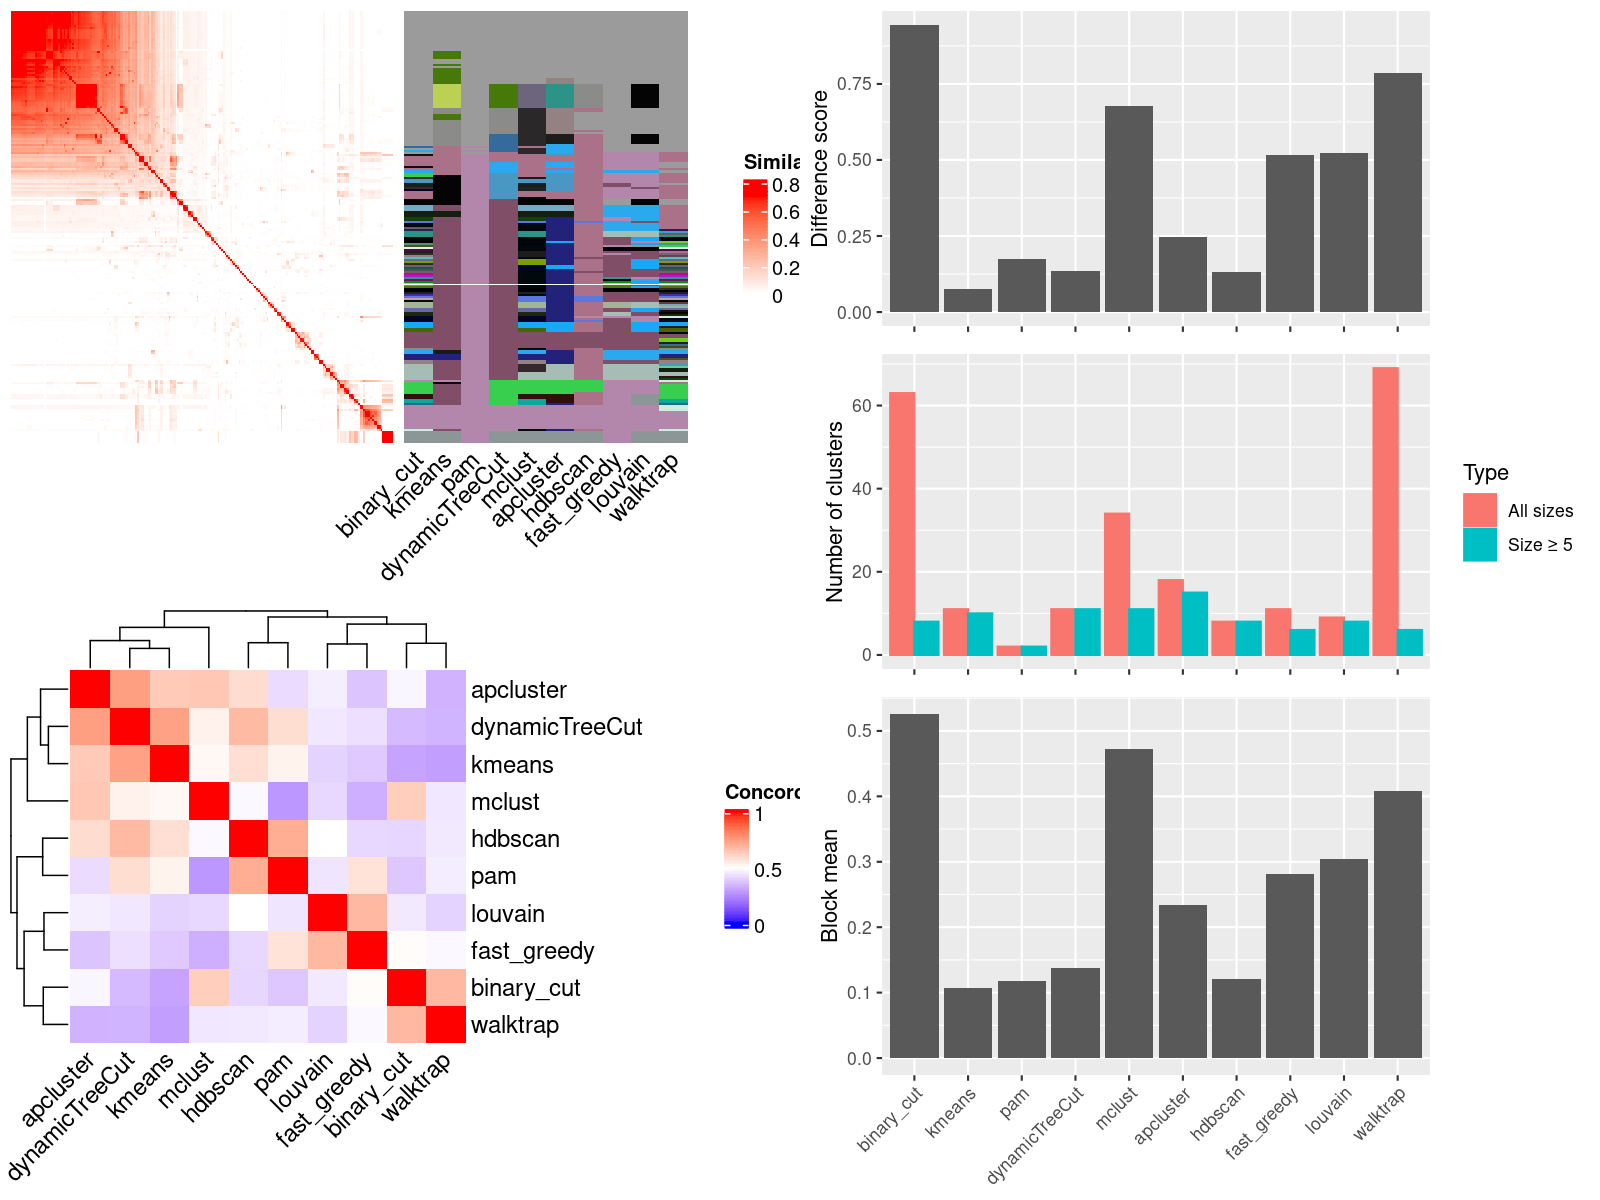 Simila
0.8
0.6
0.4
0.2
0
binary_cut
kmeans
pam
dynamicTreeCut
mclust
apcluster
hdbscan
fast_greedy
louvain
walktrap
apcluster
dynamicTreeCut
kmeans
mclust
hdbscan
pam
louvain
fast_greedy
binary_cut
walktrap
apcluster
dynamicTreeCut
kmeans
mclust
hdbscan
pam
louvain
fast_greedy
binary_cut
walktrap
Concord
1
0.5
0
Difference score
0.75
0.50
0.25
0.00
Number of clusters
60
40
20
0
Type
All sizes
Size ≥ 5
Block mean
0.5
0.4
0.3
0.2
0.1
0.0
binary_cut
kmeans
pam
dynamicTreeCut
mclust
apcluster
hdbscan
fast_greedy
louvain
walktrap